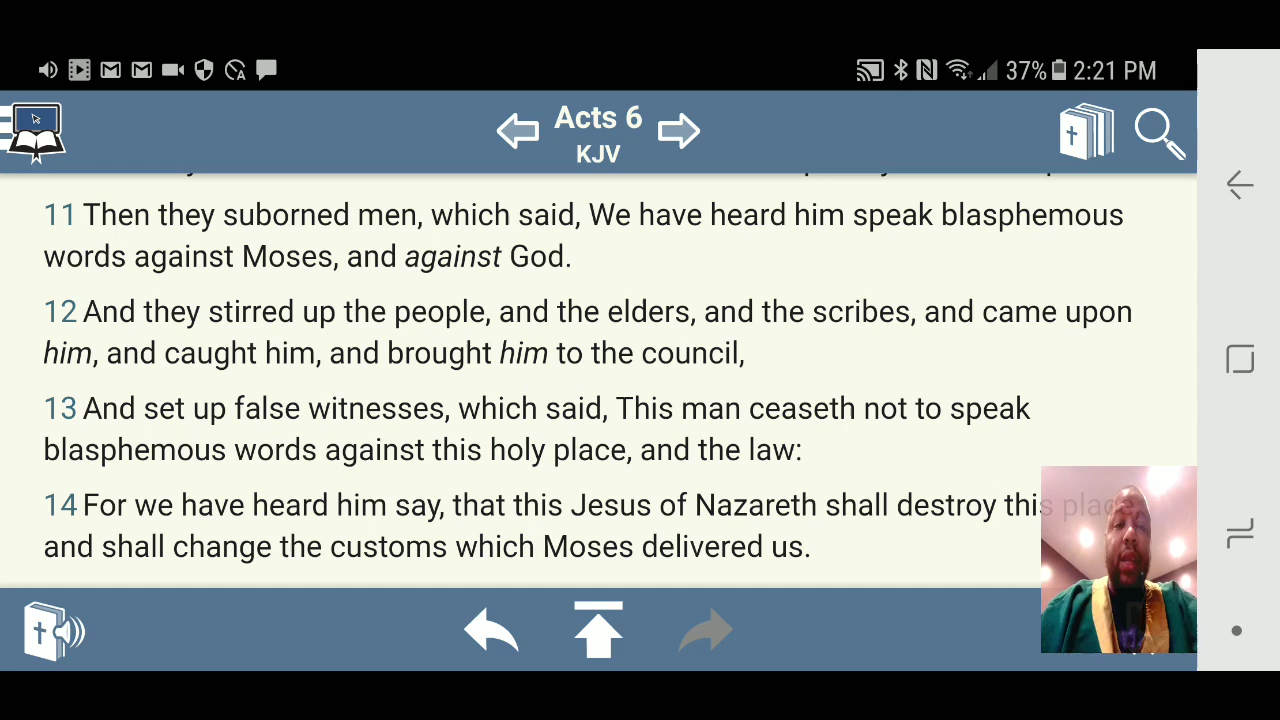 37% 2:21 PM
Acts 6
KJV
11 Then they suborned men, which said, We have heard him speak blasphemous
words against Moses, and against God.
12 And they stirred up the people, and the elders, and the scribes, and came upon
him, and caught him, and brought him to the council,
13 And set up false witnesses, which said, This man ceaseth not to speak
blasphemous words against this holy place, and the law:
14 For we have heard him say, that this Jesus of Nazareth shall destroy this
and shall change the customs which Moses delivered us.